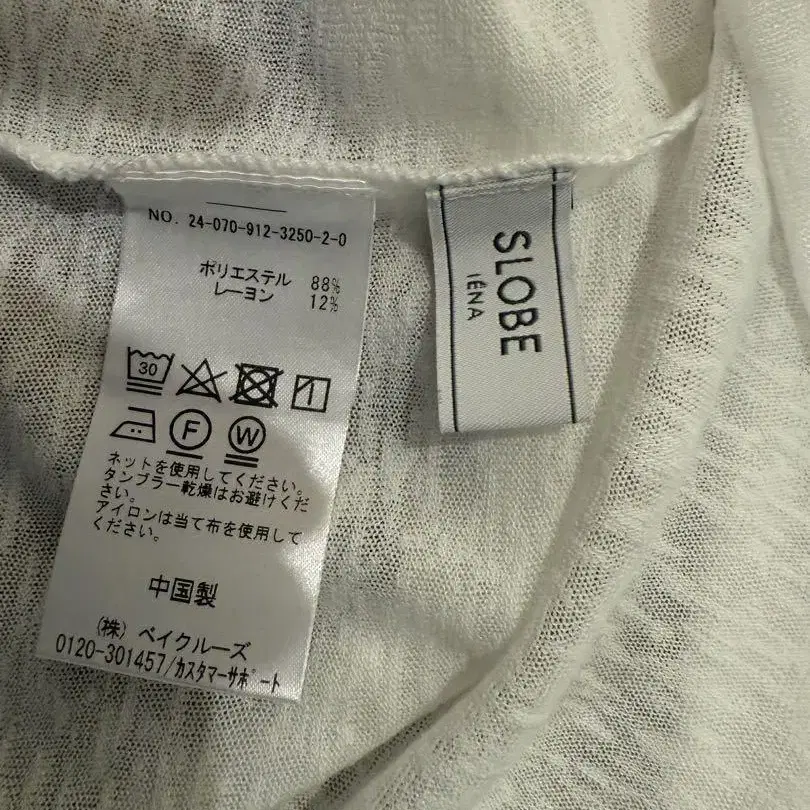 NO. 24-070-912-3250-2-0
ポリエステル 88%
レーヨン 12%
30
F W
ネットを使用してください。
タンブラー乾燥はお避けくだ
さい。
アイロンは当て布を使用して
ください。
中国製
(株) ベイクルーズ
0120-301457/カスタマーサポート
SLOBE
IÉNA